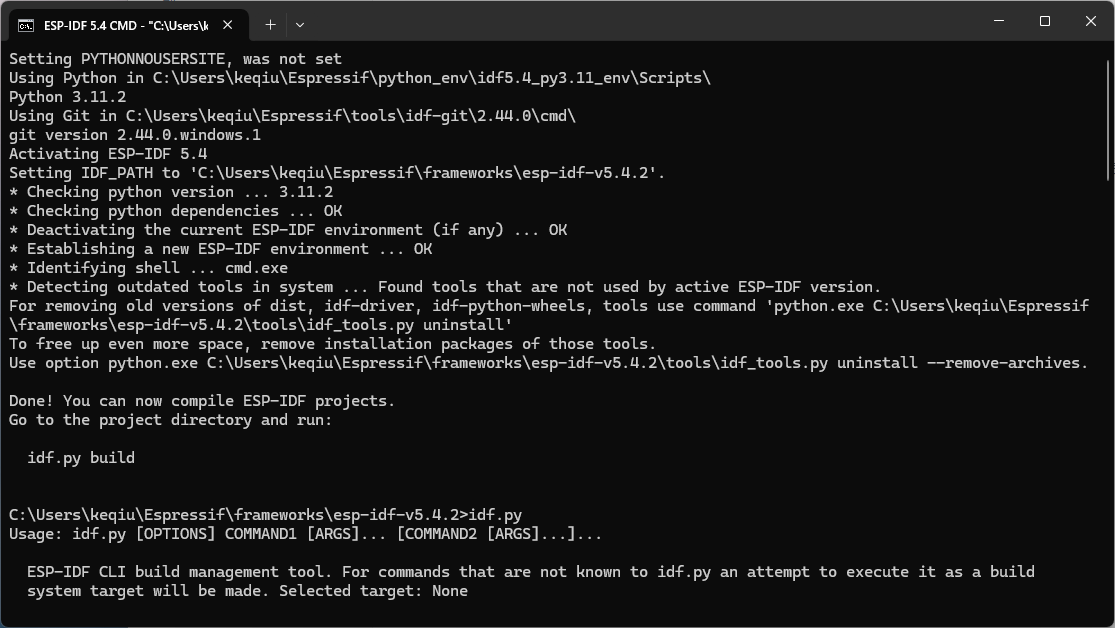 ESP-IDF 5.4 CMD - "C:\Users\k
Setting PYTHONNOUSERSITE, was not set
Using Python in C:\Users\keqiu\Espressif\python_env\idf5.4_py3.11_env\Scripts\
Python 3.11.2
Using Git in C:\Users\keqiu\Espressif\tools\idf-git\2.44.0\cmd\
git version 2.44.0.windows.1
Activating ESP-IDF 5.4
Setting IDF_PATH to 'C:\Users\keqiu\Espressif\frameworks\esp-idf-v5.4.2'.
* Checking python version ... 3.11.2
* Checking python dependencies ... OK
* Deactivating the current ESP-IDF environment (if any) ... OK
* Establishing a new ESP-IDF environment ... OK
* Identifying shell ... cmd.exe
* Detecting outdated tools in system ... Found tools that are not used by active ESP-IDF version.
For removing old versions of dist, idf-driver, idf-python-wheels, tools use command 'python.exe C:\Users\keqiu\Espressif
\frameworks\esp-idf-v5.4.2\tools\idf_tools.py uninstall'
To free up even more space, remove installation packages of those tools.
Use option python.exe C:\Users\keqiu\Espressif\frameworks\esp-idf-v5.4.2\tools\idf_tools.py uninstall --remove-archives.
Done! You can now compile ESP-IDF projects.
Go to the project directory and run:
idf.py build
C:\Users\keqiu\Espressif\frameworks\esp-idf-v5.4.2>idf.py
Usage: idf.py [OPTIONS] COMMAND1 [ARGS]... [COMMAND2 [ARGS]...]...
ESP-IDF CLI build management tool. For commands that are not known to idf.py an attempt to execute it as a build
system target will be made. Selected target: None